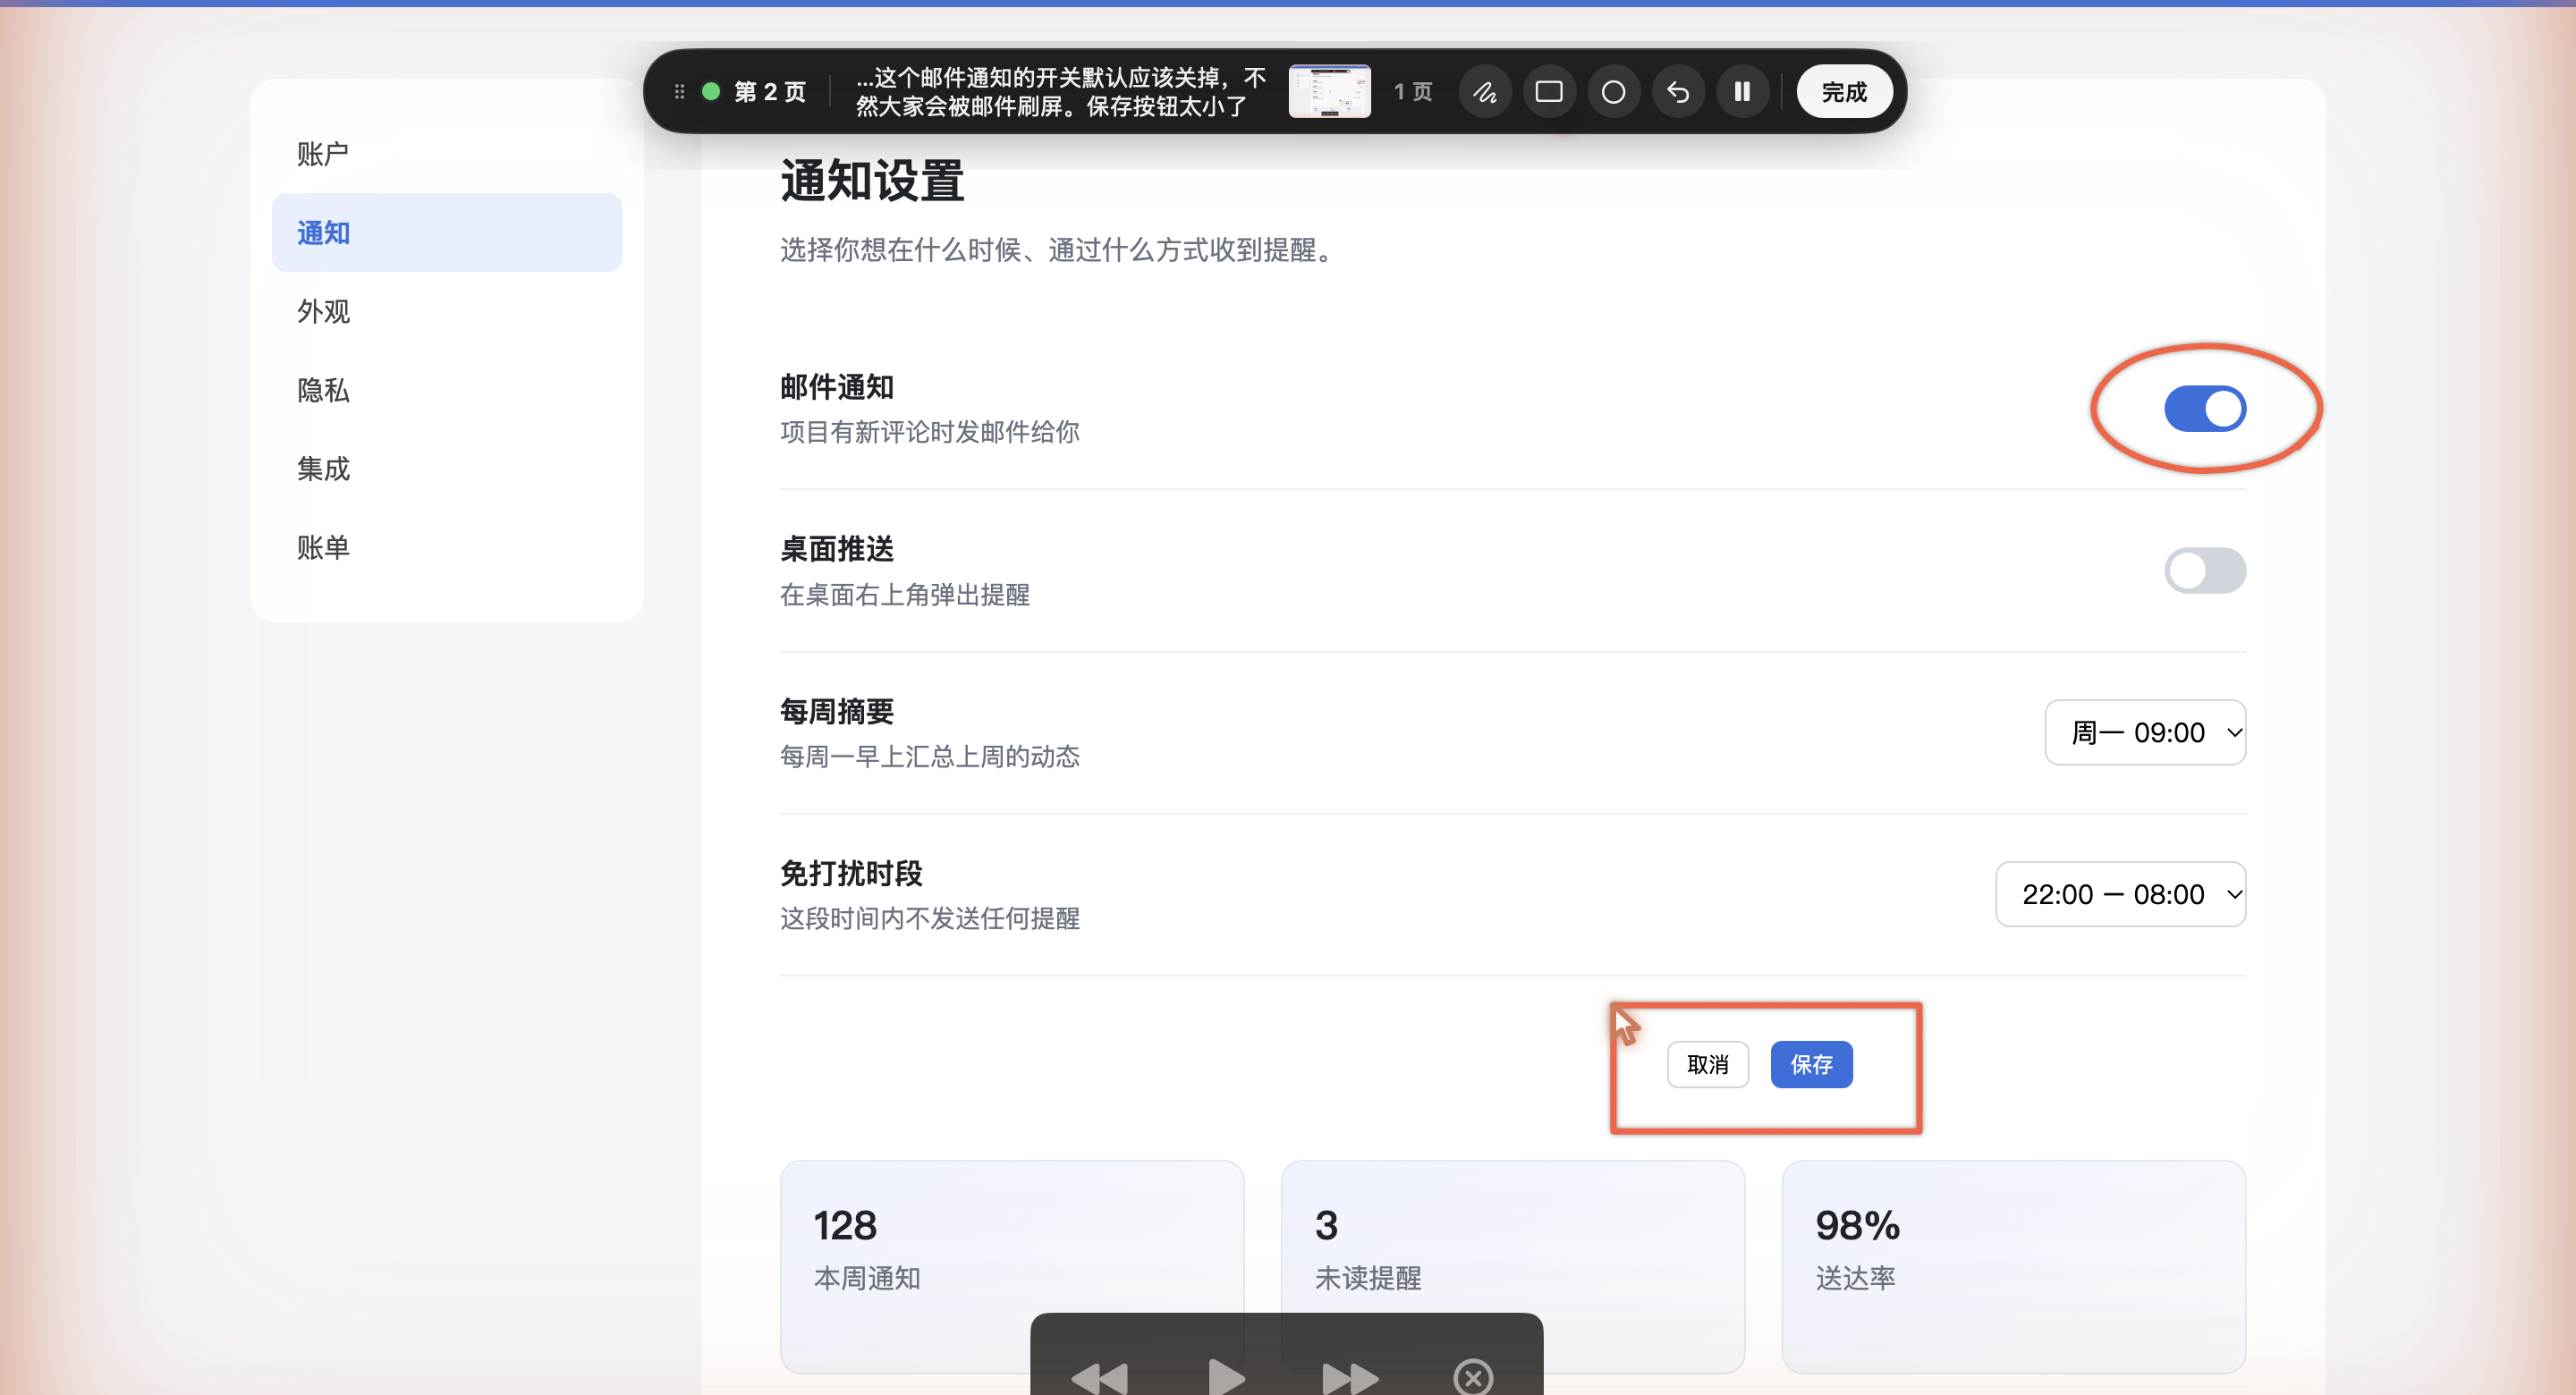 第 2 页
...这个邮件通知的开关默认应该关掉，不
然大家会被邮件刷屏。保存按钮太小了
1 页
完成
账户
通知
外观
隐私
集成
账单
通知设置
选择你想在什么时候、通过什么方式收到提醒。
邮件通知
项目有新评论时发邮件给你
桌面推送
在桌面右上角弹出提醒
每周摘要
每周一早上汇总上周的动态
周一 09:00
免打扰时段
这段时间内不发送任何提醒
22:00 — 08:00
取消
保存
128
本周通知
3
未读提醒
98%
送达率